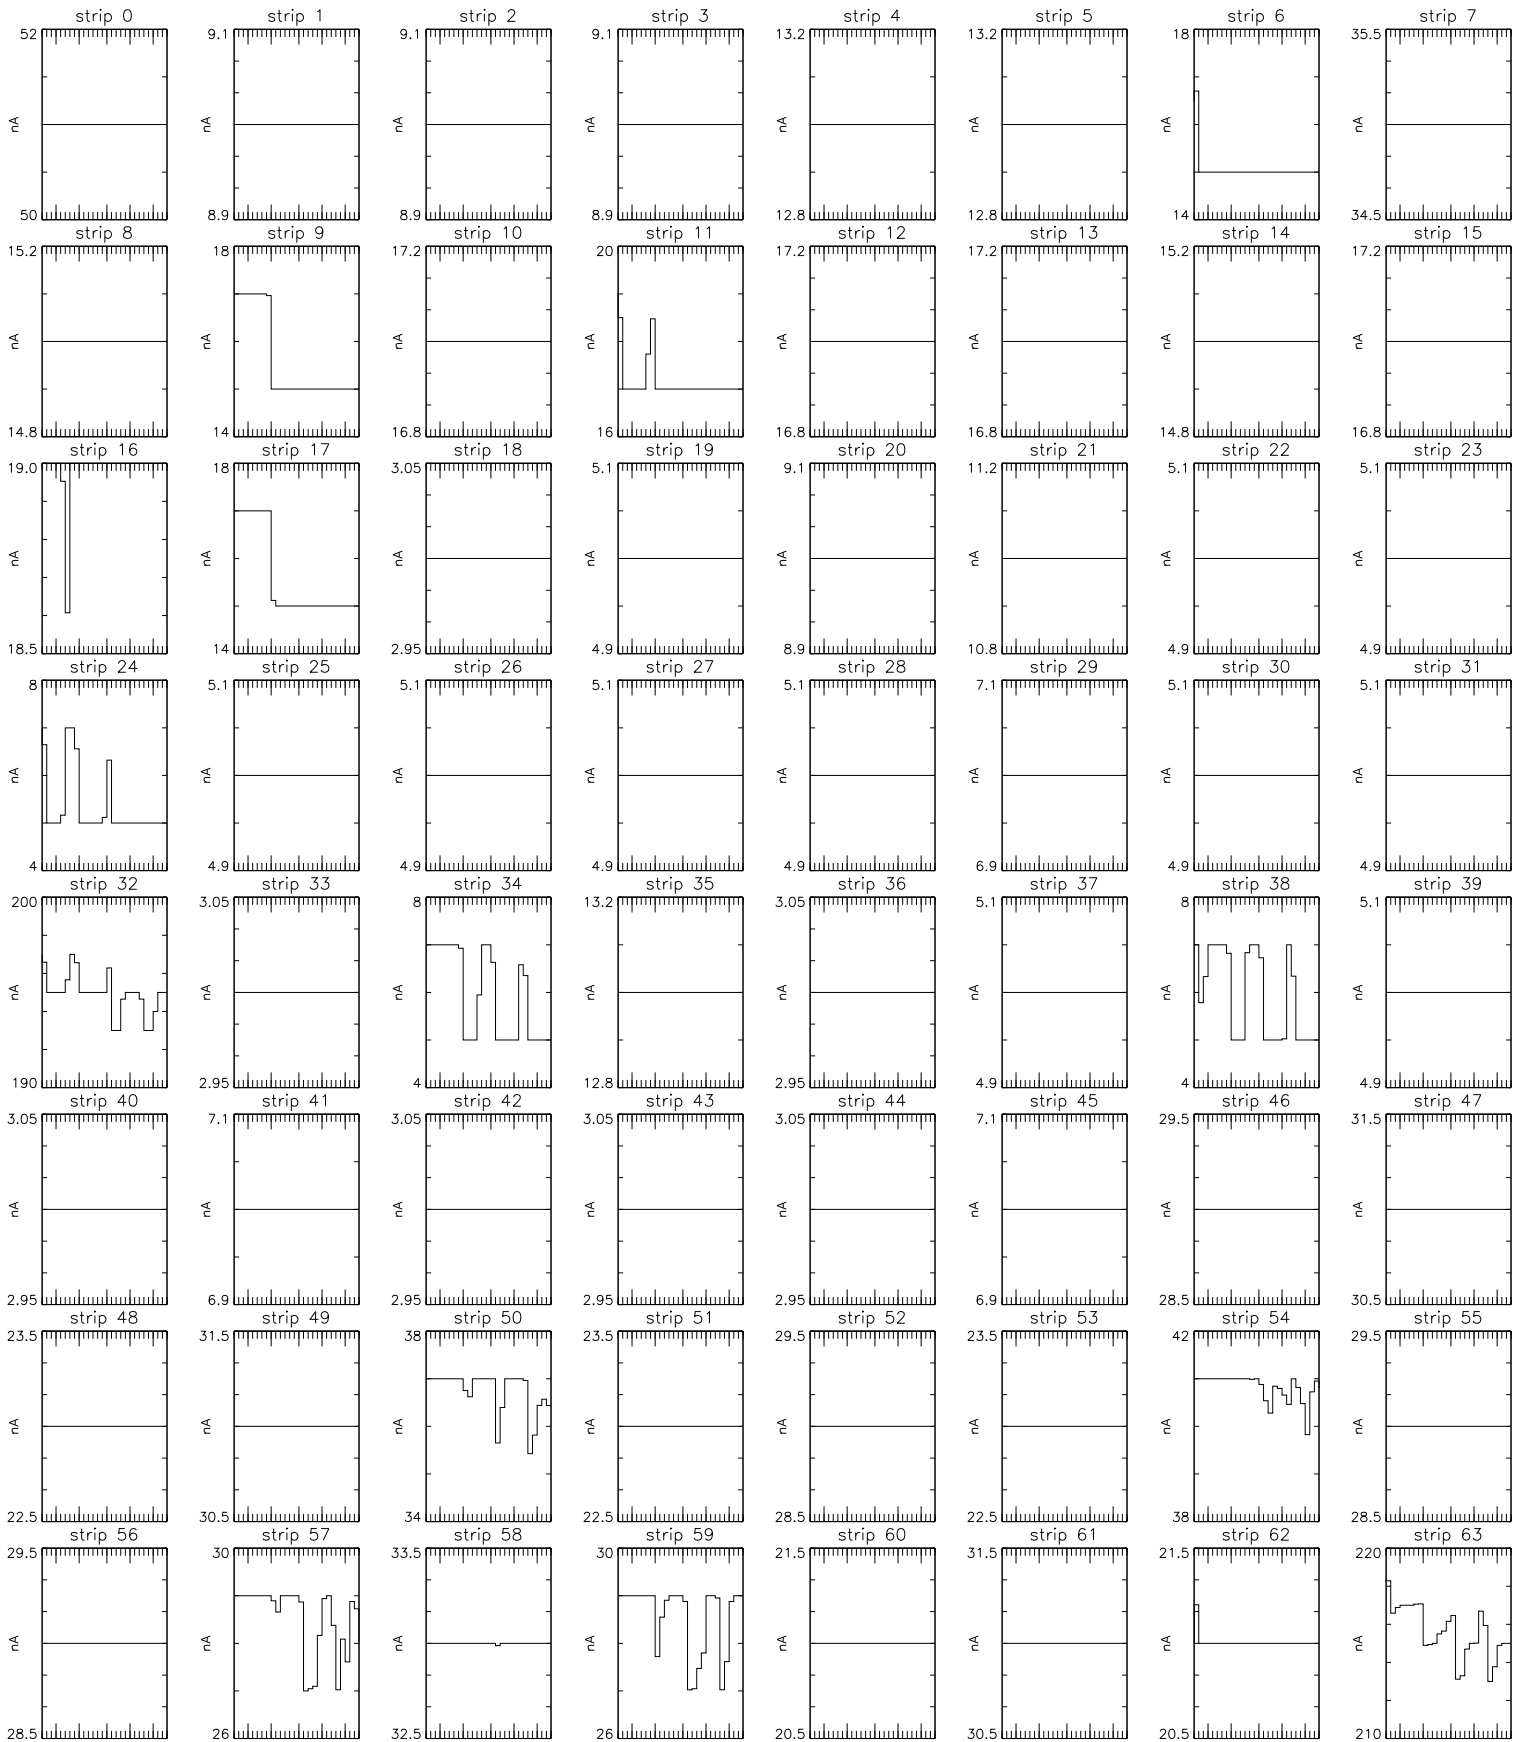 strip 0 strip 1 strip 2 strip 3 strip 4 strip 5 strip 6 strip 7
52 9.1 9.1 9.1 13.2 13.2 18 35.5
nA nA nA nA nA nA nA nA
50 8.9 8.9 8.9 12.8 12.8 14 34.5
strip 8 strip 9 strip 10 strip 11 strip 12 strip 13 strip 14 strip 15
15.2 18 17.2 20 17.2 17.2 15.2 17.2
nA nA nA nA nA nA nA nA
14.8 14 16.8 16 16.8 16.8 14.8 16.8
strip 16 strip 17 strip 18 strip 19 strip 20 strip 21 strip 22 strip 23
19.0 18 3.05 5.1 9.1 11.2 5.1 5.1
nA nA nA nA nA nA nA nA
18.5 14 2.95 4.9 8.9 10.8 4.9 4.9
strip 24 strip 25 strip 26 strip 27 strip 28 strip 29 strip 30 strip 31
8 5.1 5.1 5.1 5.1 7.1 5.1 5.1
nA nA nA nA nA nA nA nA
4 4.9 4.9 4.9 4.9 6.9 4.9 4.9
strip 32 strip 33 strip 34 strip 35 strip 36 strip 37 strip 38 strip 39
200 3.05 8 13.2 3.05 5.1 8 5.1
nA nA nA nA nA nA nA nA
190 2.95 4 12.8 2.95 4.9 4 4.9
strip 40 strip 41 strip 42 strip 43 strip 44 strip 45 strip 46 strip 47
3.05 7.1 3.05 3.05 3.05 7.1 29.5 31.5
nA nA nA nA nA nA nA nA
2.95 6.9 2.95 2.95 2.95 6.9 28.5 30.5
strip 48 strip 49 strip 50 strip 51 strip 52 strip 53 strip 54 strip 55
23.5 31.5 38 23.5 29.5 23.5 42 29.5
nA nA nA nA nA nA nA nA
22.5 30.5 34 22.5 28.5 22.5 38 28.5
strip 56 strip 57 strip 58 strip 59 strip 60 strip 61 strip 62 strip 63
29.5 30 33.5 30 21.5 31.5 21.5 220
nA nA nA nA nA nA nA nA
28.5 26 32.5 26 20.5 30.5 20.5 210